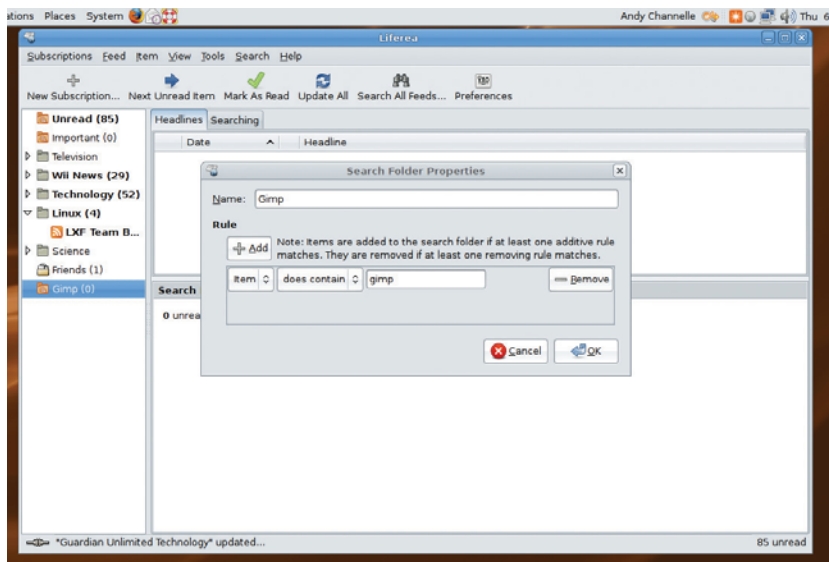 ations Places System Andy Channelle Thu 6
Liferea
Subscriptions Feed Item View Tools Search Help
New Subscription... Next Unread Item Mark As Read Update All Search All Feeds... Preferences
Unread (85)
Important (0)
Television
Wii News (29)
Technology (52)
Linux (4)
LXF Team B...
Science
Friends (1)
Gimp (0)
Headlines Searching
Date Headline
Search
0 unrea
Search Folder Properties
Name: Gimp
Rule
Add Note: Items are added to the search folder if at least one additive rule
matches. They are removed if at least one removing rule matches.
Item does contain gimp Remove
Cancel OK
"Guardian Unlimited Technology" updated... 85 unread